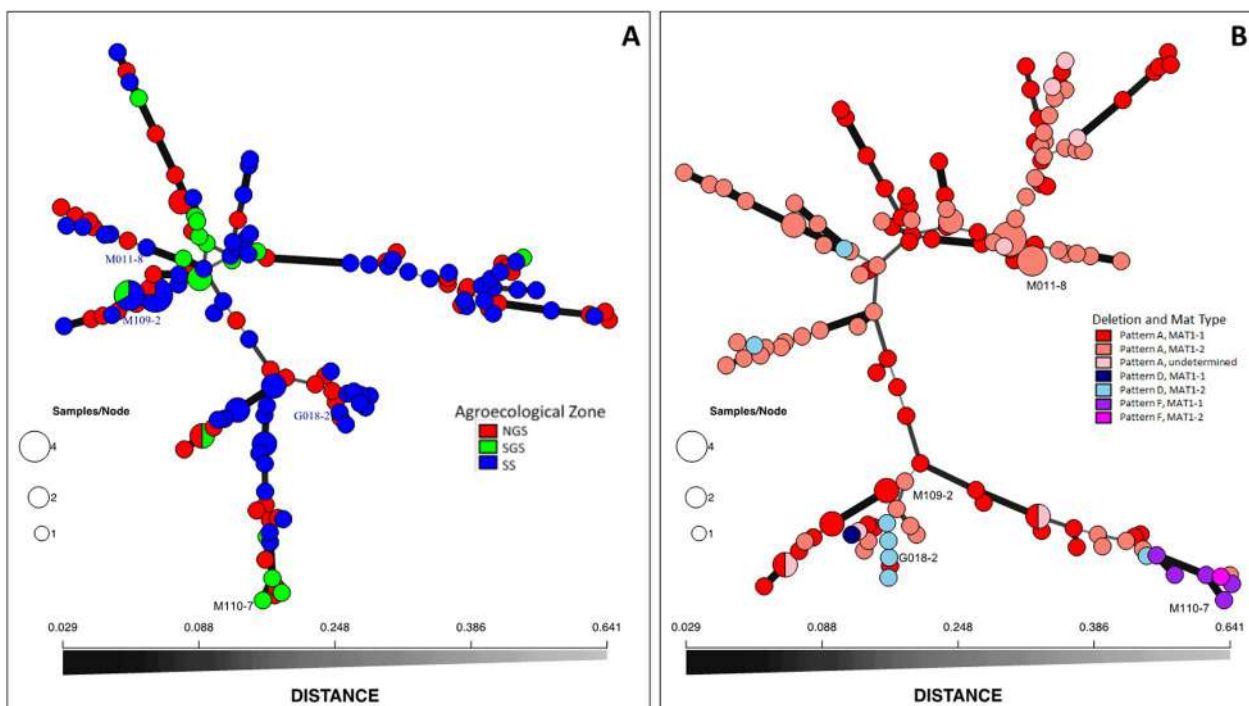 A
M011-8
M109-2
G018-2
Agroecological Zone
NGS
SGS
SS
Samples/Node
4
2
1
M110-7
0.029 0.088 0.248 0.386 0.641
DISTANCE
B
M011-8
Deletion and Mat Type
Pattern A, MAT1-1
Pattern A, MAT1-2
Pattern A, undetermined
Pattern D, MAT1-1
Pattern D, MAT1-2
Pattern F, MAT1-1
Pattern F, MAT1-2
Samples/Node
4
2
1
M109-2
G018-2
M110-7
0.029 0.088 0.248 0.386 0.641
DISTANCE